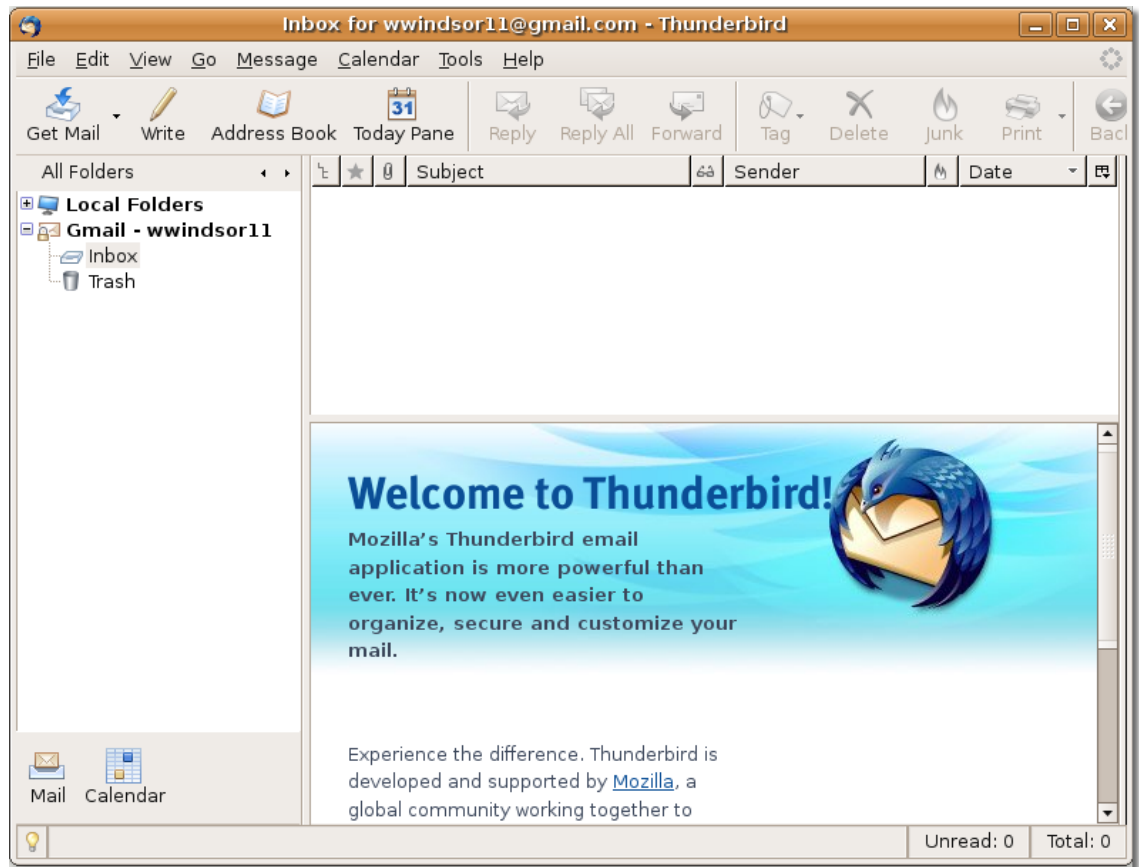 Inbox for wwindsor11@gmail.com - Thunderbird
File Edit View Go Message Calendar Tools Help
31
Get Mail Write Address Book Today Pane Reply Reply All Forward Tag Delete Junk Print Bacl
All Folders Subject Sender Date
Local Folders
Gmail - wwindsor11
Inbox
Trash
Welcome to Thunderbird!
Mozilla’s Thunderbird email
application is more powerful than
ever. It’s now even easier to
organize, secure and customize your
mail.
Experience the difference. Thunderbird is
developed and supported by Mozilla, a
global community working together to
Mail Calendar
Unread: 0 Total: 0